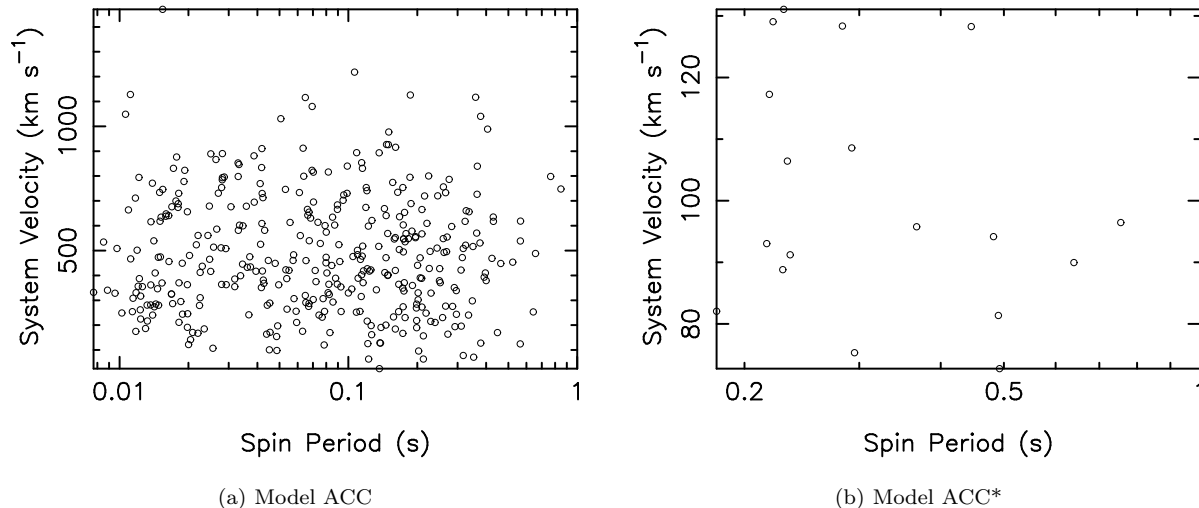 System Velocity (km s⁻¹)
500
1000
0.01
0.1
1
Spin Period (s)
(a) Model ACC
System Velocity (km s⁻¹)
80
100
120
0.2
0.5
1
Spin Period (s)
(b) Model ACC*